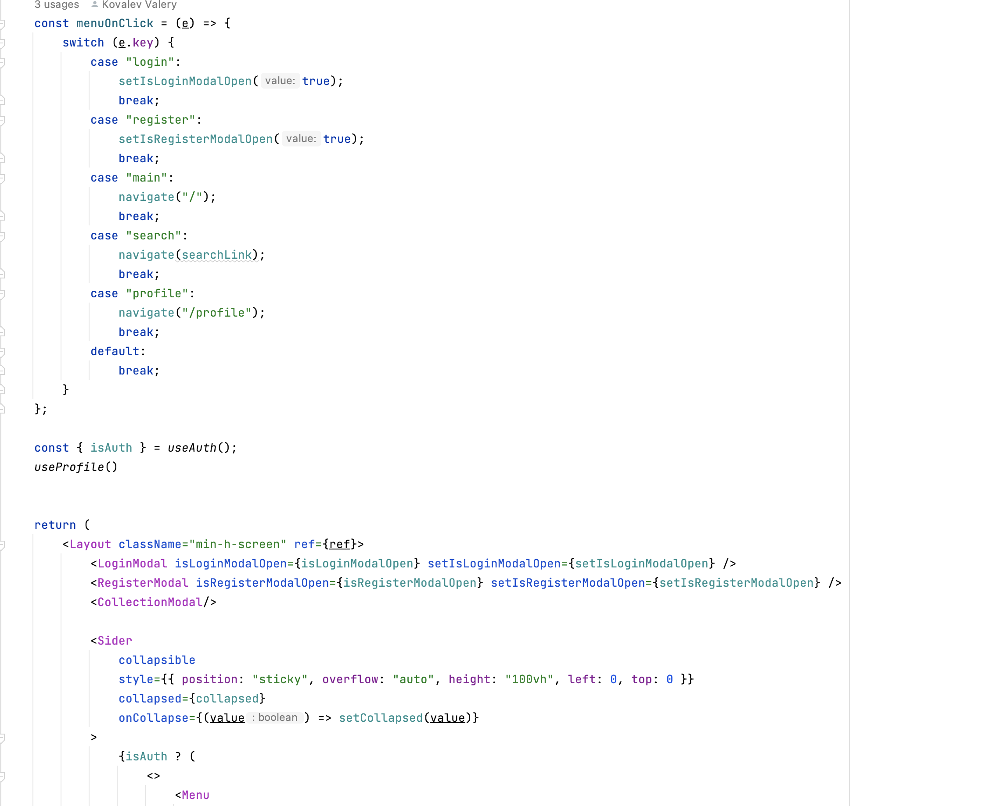 3 usages Kovalev Valery
const menuOnClick = (e) => {
switch (e.key) {
case "login":
setIsLoginModalOpen( value: true);
break;
case "register":
setIsRegisterModalOpen( value: true);
break;
case "main":
navigate("/");
break;
case "search":
navigate(searchLink);
break;
case "profile":
navigate("/profile");
break;
default:
break;
}
};
const { isAuth } = useAuth();
useProfile()
return (
<Layout className="min-h-screen" ref={ref}>
<LoginModal isLoginModalOpen={isLoginModalOpen} setIsLoginModalOpen={setIsLoginModalOpen} />
<RegisterModal isRegisterModalOpen={isRegisterModalOpen} setIsRegisterModalOpen={setIsRegisterModalOpen} />
<CollectionModal/>
<Sider
collapsible
style={{ position: "sticky", overflow: "auto", height: "100vh", left: 0, top: 0 }}
collapsed={collapsed}
onCollapse={(value : boolean ) => setCollapsed(value)}
>
{isAuth ? (
<>
<Menu